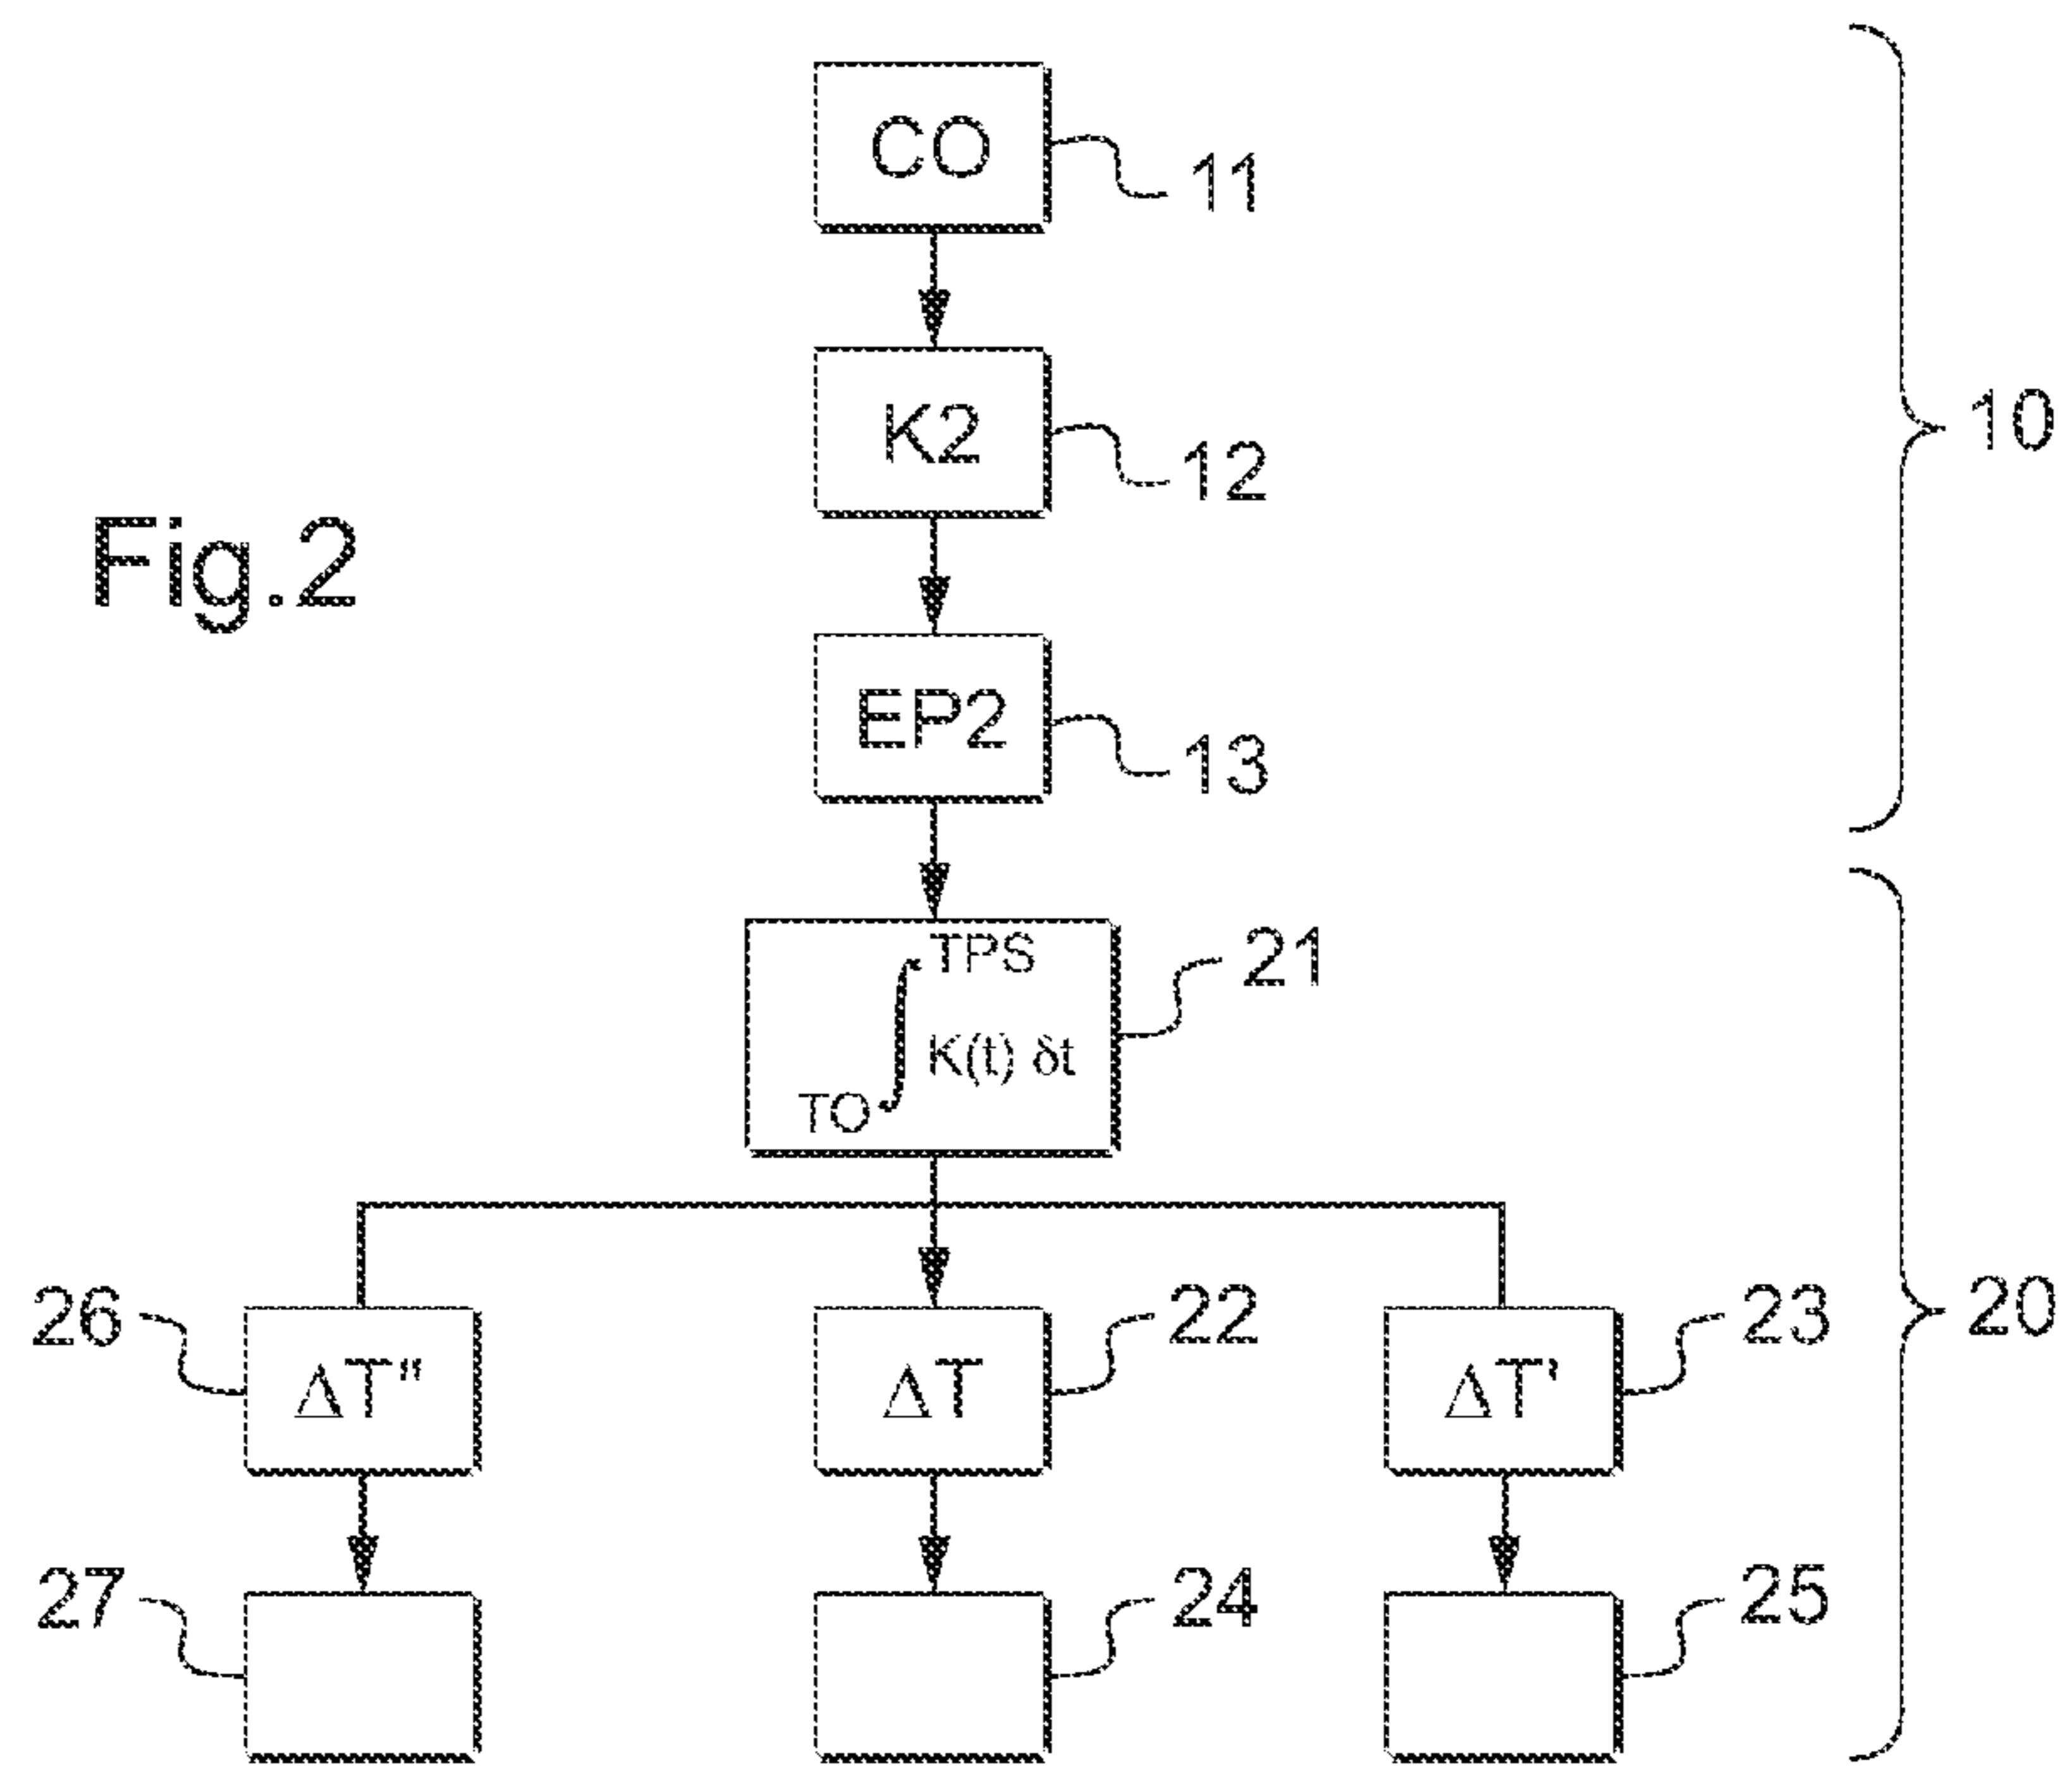 CO
11
K2
12
10
Fig.2
EP2
13
TPS
21
K(t) δt
TO
26
22
23
20
ΔT"
ΔT
ΔT'
27
24
25